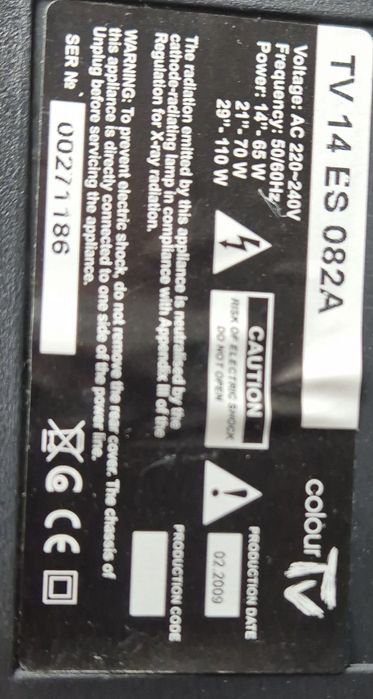 TV 14 ES 082A
colour TV
Voltage: AC 220~240V
Frequency: 50/60Hz
Power: 14"- 65 W
21"- 70 W
29"- 110 W
CAUTION
RISK OF ELECTRIC SHOCK
DO NOT OPEN
PRODUCTION DATE
02.2009
The radiation emitted by this appliance is neutralised by the
cathode-radiating lamp in compliance with Appendix III of the
Regulation for X-ray radiation.
PRODUCTION CODE
WARNING: To prevent electric shock, do not remove the rear cover. The chassis of
this appliance is directly connected to one side of the power line.
Unplug before servicing the appliance.
SER №
00271186
CE